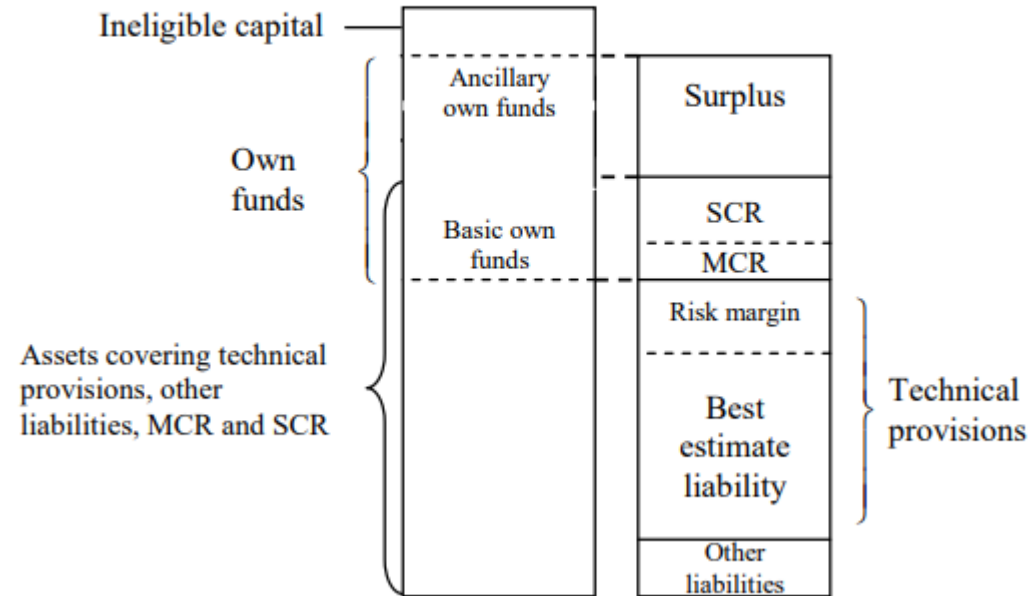 Ineligible capital
Ancillary
own funds
Surplus
Own
funds
SCR
Basic own
funds
MCR
Risk margin
Assets covering technical
provisions, other
liabilities, MCR and SCR
Best
estimate
liability
Technical
provisions
Other
liabilities